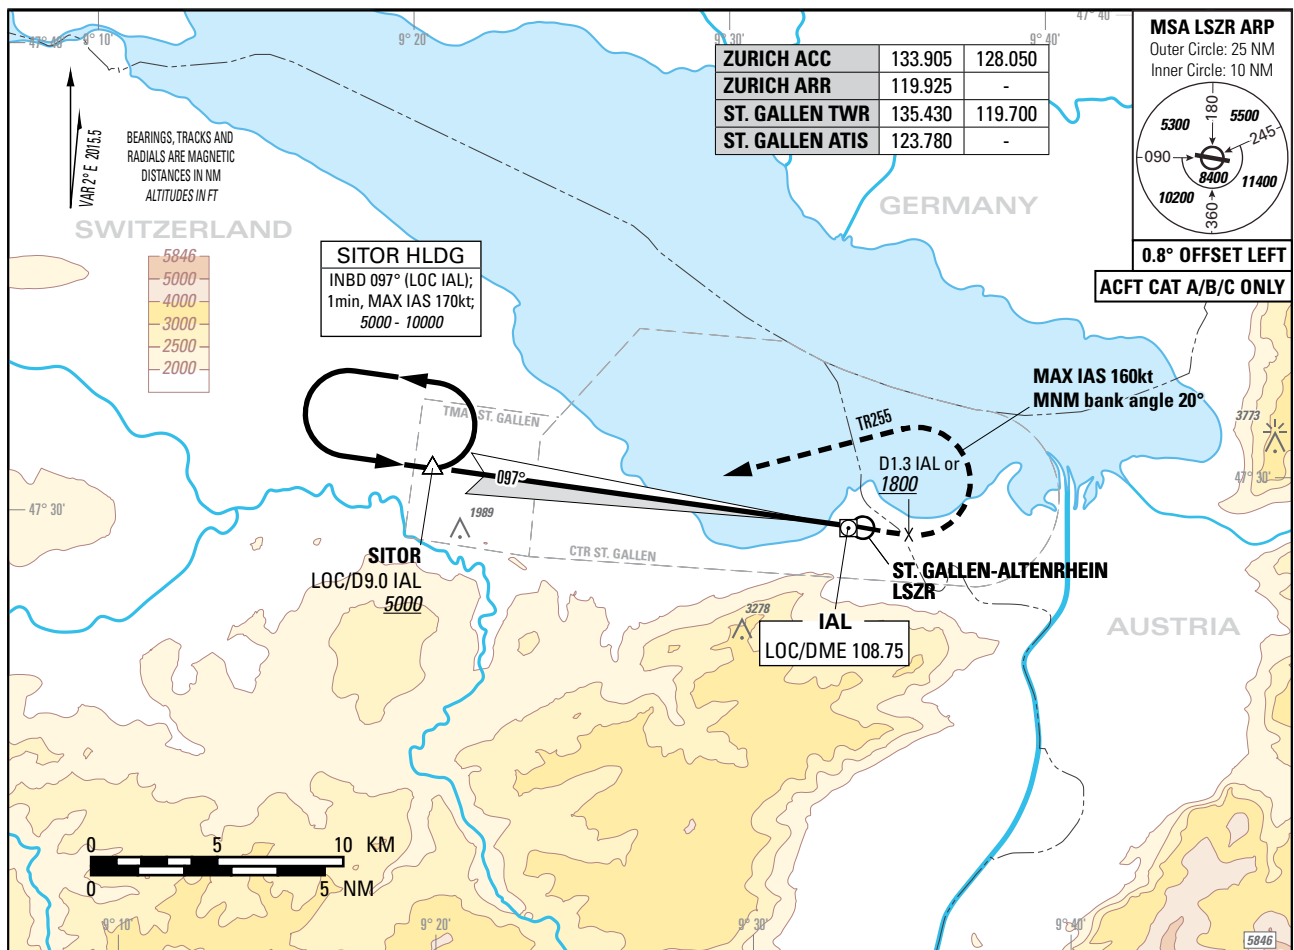 47° 40'
9° 10'
9° 20'
9° 30'
9° 40'
47° 40'
ZURICH ACC 133.905 128.050
ZURICH ARR 119.925 -
ST. GALLEN TWR 135.430 119.700
ST. GALLEN ATIS 123.780 -
MSA LSZR ARP
Outer Circle: 25 NM
Inner Circle: 10 NM
180
5300
5500
245
090
8400
10200
11400
360
0.8° OFFSET LEFT
ACFT CAT A/B/C ONLY
VAR 2° E 2015.5
BEARINGS, TRACKS AND
RADIALS ARE MAGNETIC
DISTANCES IN NM
ALTITUDES IN FT
SWITZERLAND
GERMANY
5846
5000
4000
3000
2500
2000
SITOR HLDG
INBD 097° (LOC IAL);
1min, MAX IAS 170kt;
5000 - 10000
MAX IAS 160kt
MNM bank angle 20°
TMA ST. GALLEN
TR255
3773
D1.3 IAL or
1800
097°
47° 30'
47° 30'
1989
SITOR
LOC/D9.0 IAL
5000
CTR ST. GALLEN
ST. GALLEN-ALTENRHEIN
LSZR
3278
IAL
LOC/DME 108.75
AUSTRIA
0 5 10 KM
0 5 NM
9° 10'
9° 20'
9° 30'
9° 40'
5846